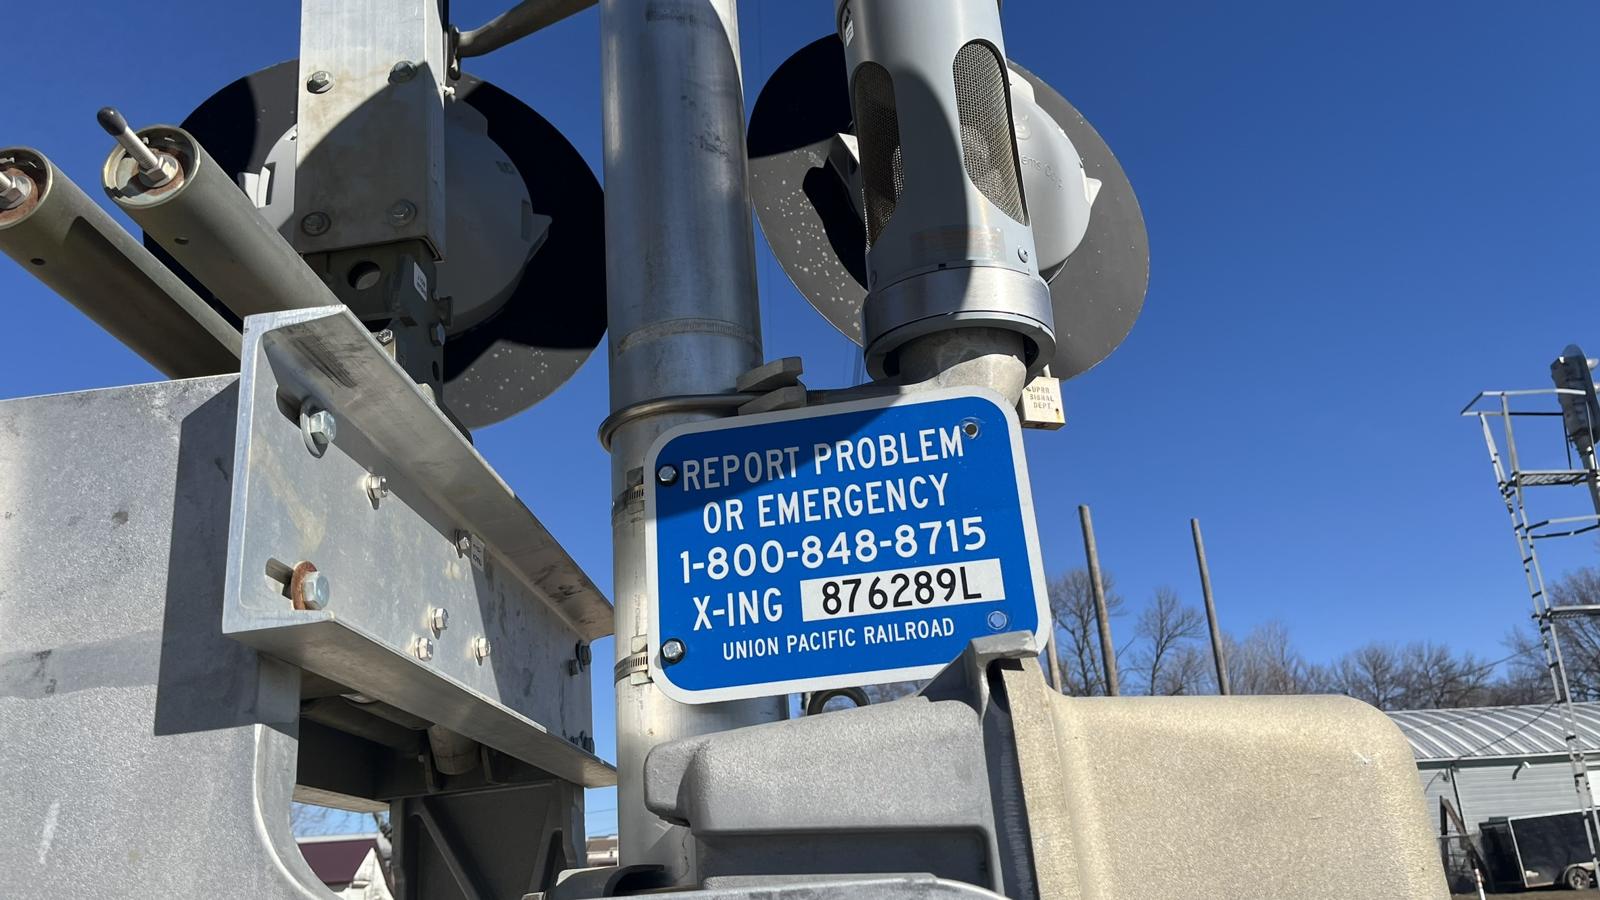 REPORT PROBLEM
OR EMERGENCY
1-800-848-8715
X-ING 876289L
UNION PACIFIC RAILROAD
UPRR
SIGNAL
DEPT.